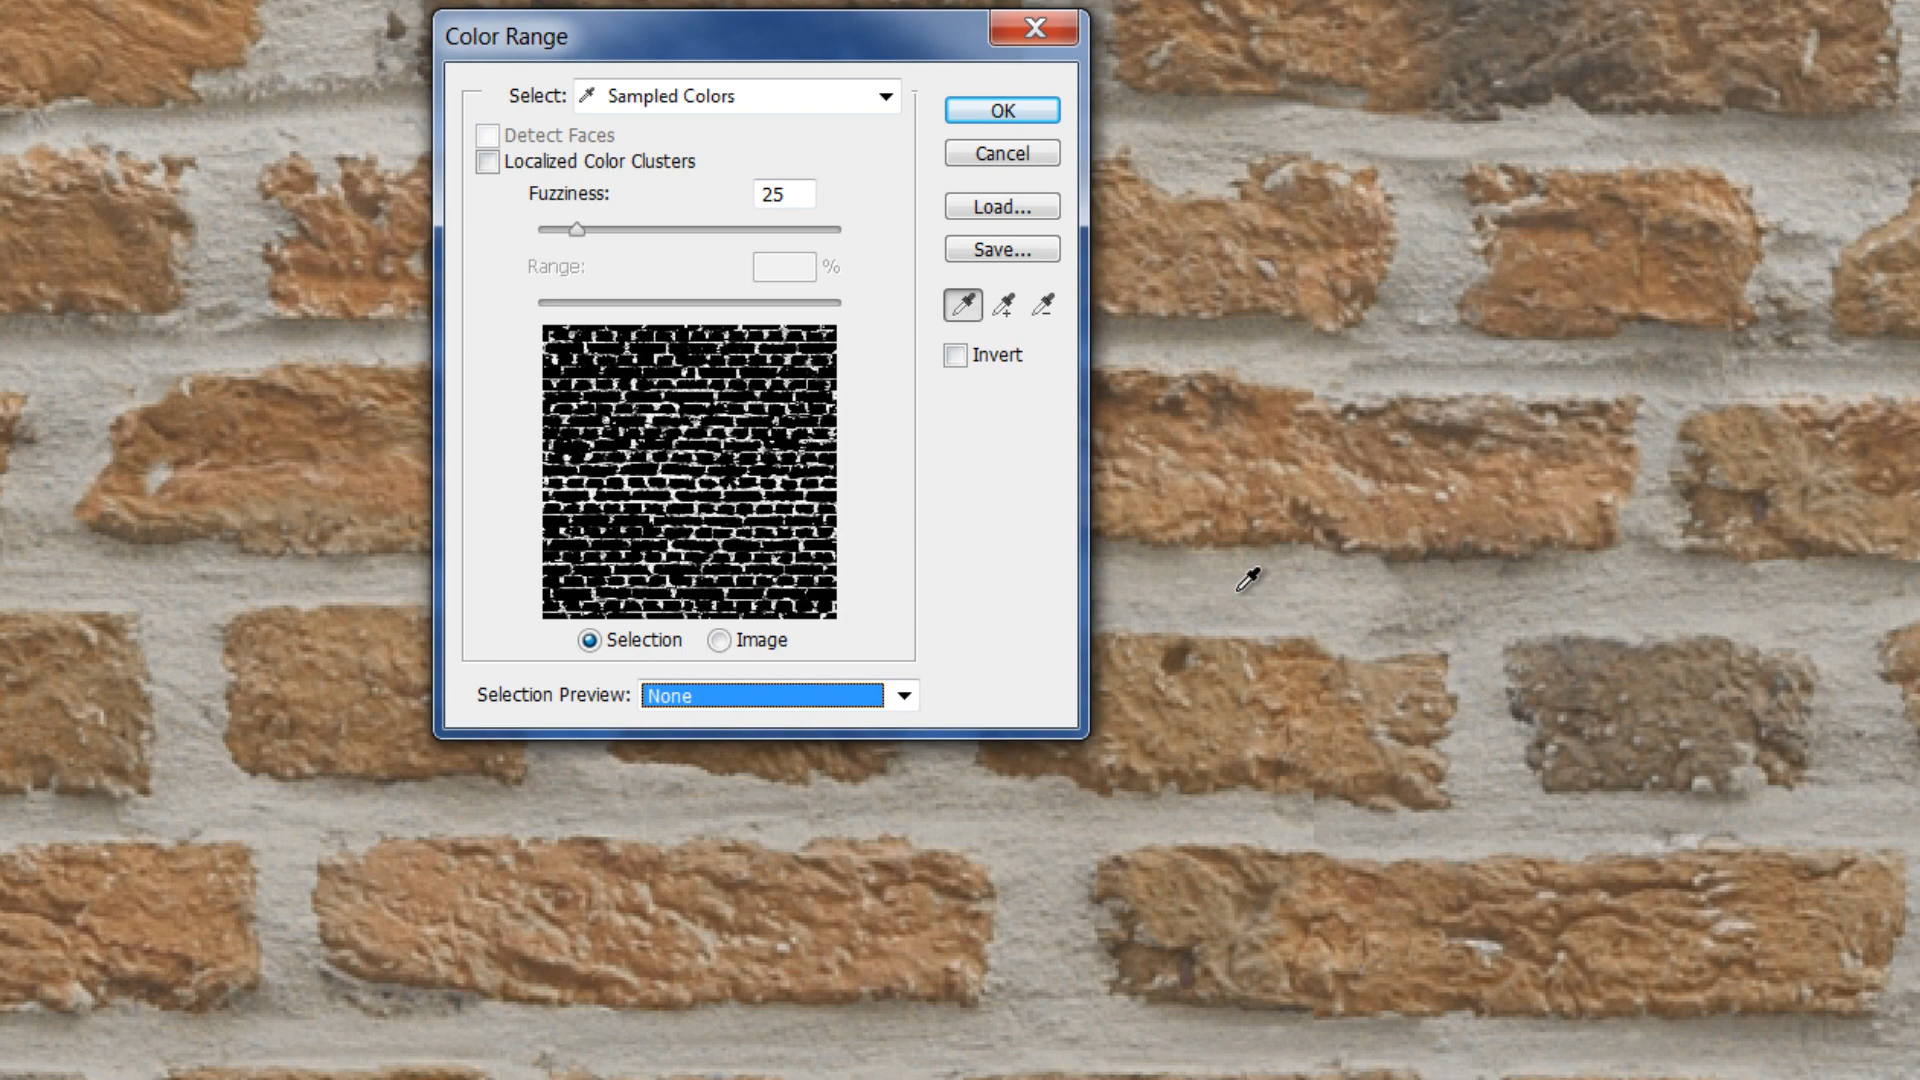 Color Range
Select: Sampled Colors
Detect Faces
Localized Color Clusters
Fuzziness: 25
Range: %
Selection Image
Selection Preview: None
OK
Cancel
Load...
Save...
Invert